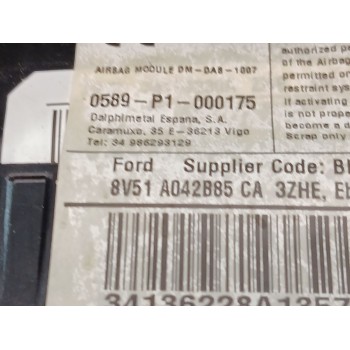 AIRBAG MODULE DM-DAB-1007
0589-P1-000175
Dalphimetal Espana, S.A.
Caramuxo, 35 E-36213 Vigo
Tel: 34 986293129
authorized
of the Airbag
permitted on
restraint sys
If activating
is not prope
become a d
Scrap only
Ford Supplier Code: B
8V51 A042B85 CA 3ZHE, E
34136228A1357